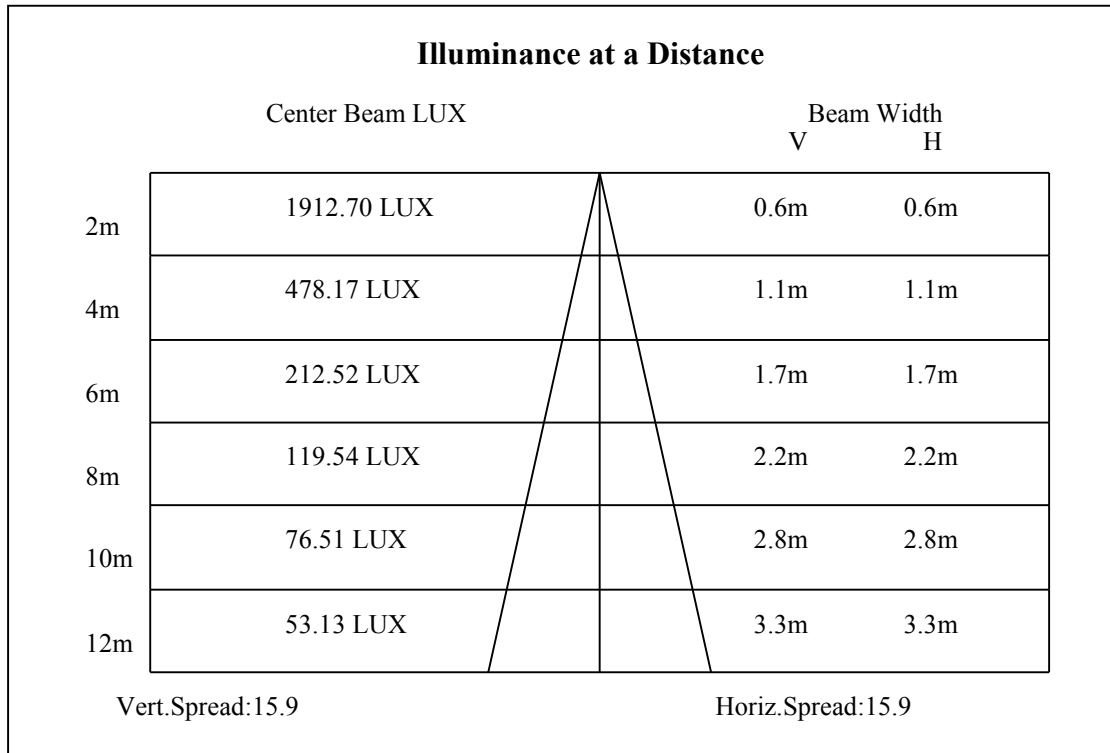 Illuminance at a Distance
Center Beam LUX Beam Width
V H
2m 1912.70 LUX 0.6m 0.6m
4m 478.17 LUX 1.1m 1.1m
6m 212.52 LUX 1.7m 1.7m
8m 119.54 LUX 2.2m 2.2m
10m 76.51 LUX 2.8m 2.8m
12m 53.13 LUX 3.3m 3.3m
Vert.Spread:15.9 Horiz.Spread:15.9